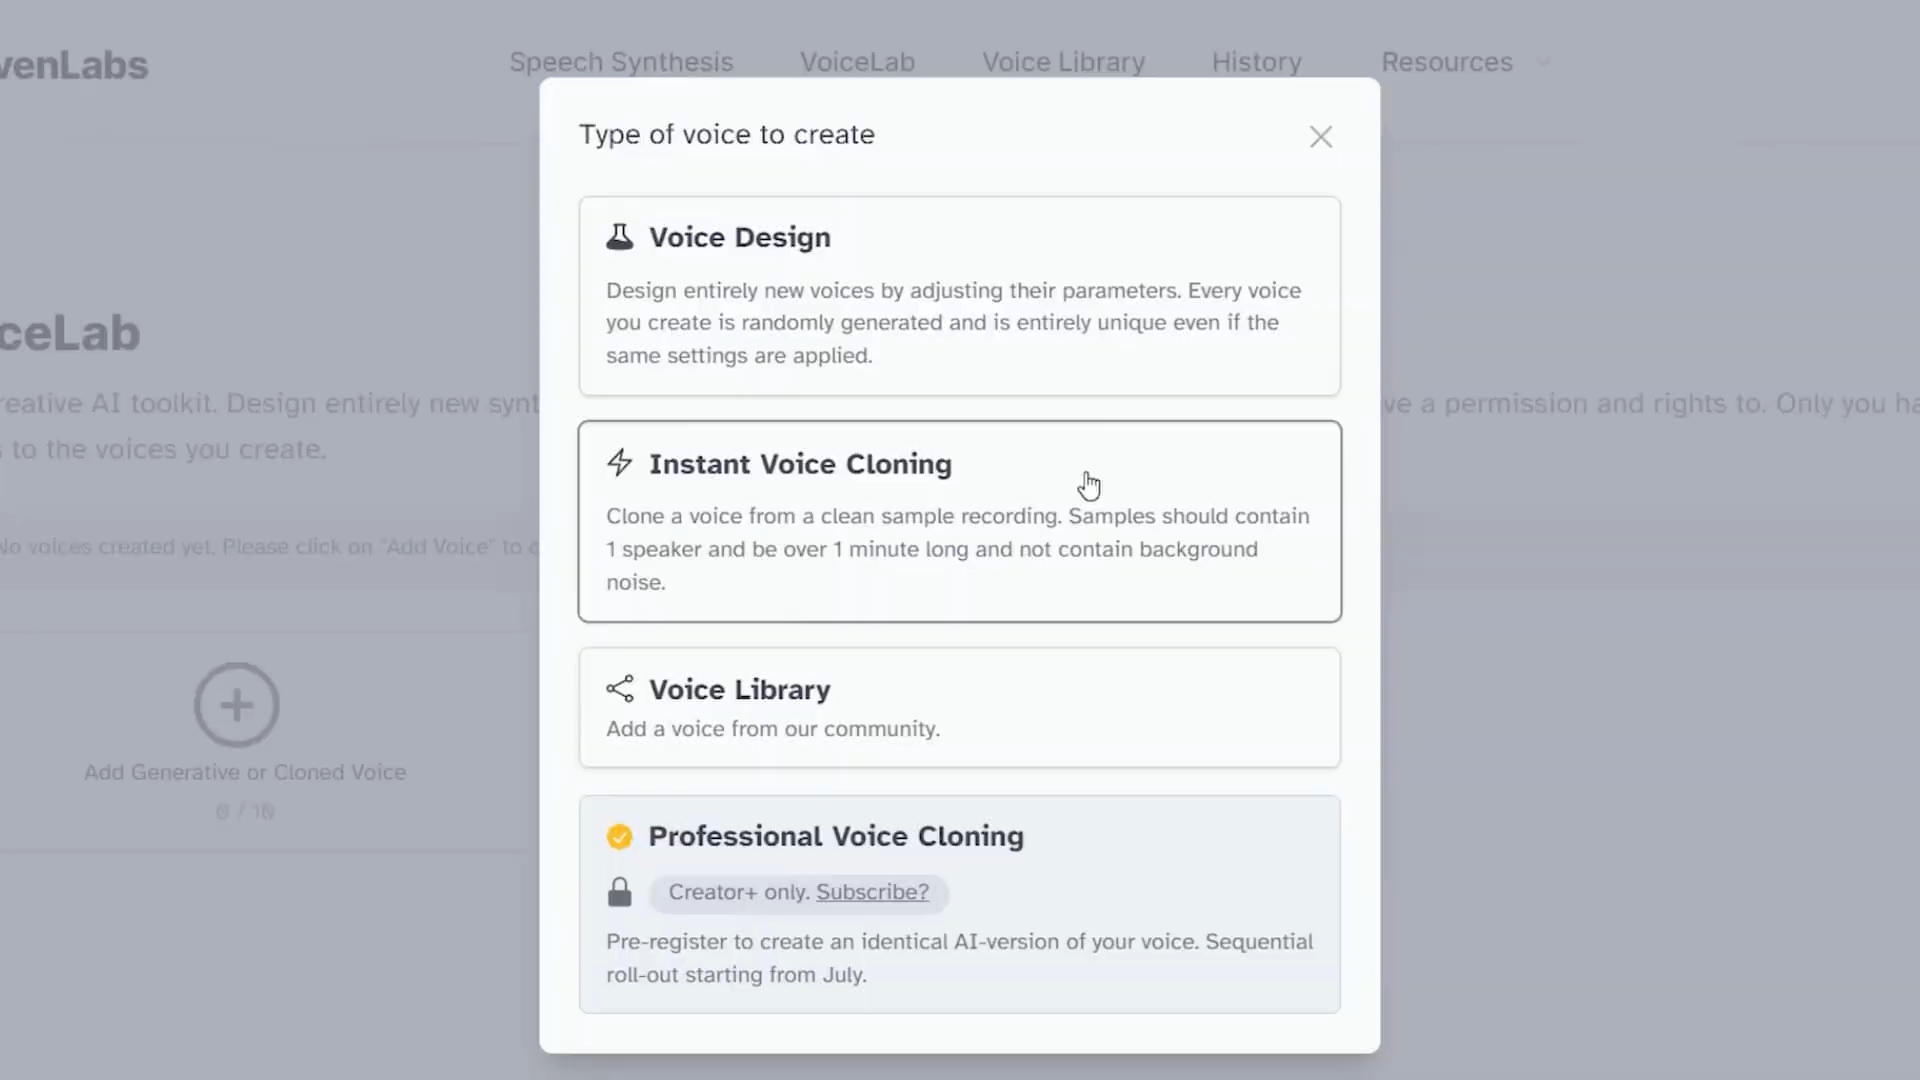 venLabs
Speech Synthesis VoiceLab Voice Library History Resources
Type of voice to create
Voice Design
Design entirely new voices by adjusting their parameters. Every voice
you create is randomly generated and is entirely unique even if the
same settings are applied.
ceLab
reative AI toolkit. Design entirely new synt
ve a permission and rights to. Only you ha
s to the voices you create.
Instant Voice Cloning
Clone a voice from a clean sample recording. Samples should contain
1 speaker and be over 1 minute long and not contain background
noise.
No voices created yet. Please click on "Add Voice" to c
Voice Library
Add a voice from our community.
Add Generative or Cloned Voice
0 / 10
Professional Voice Cloning
Creator+ only. Subscribe?
Pre-register to create an identical AI-version of your voice. Sequential
roll-out starting from July.